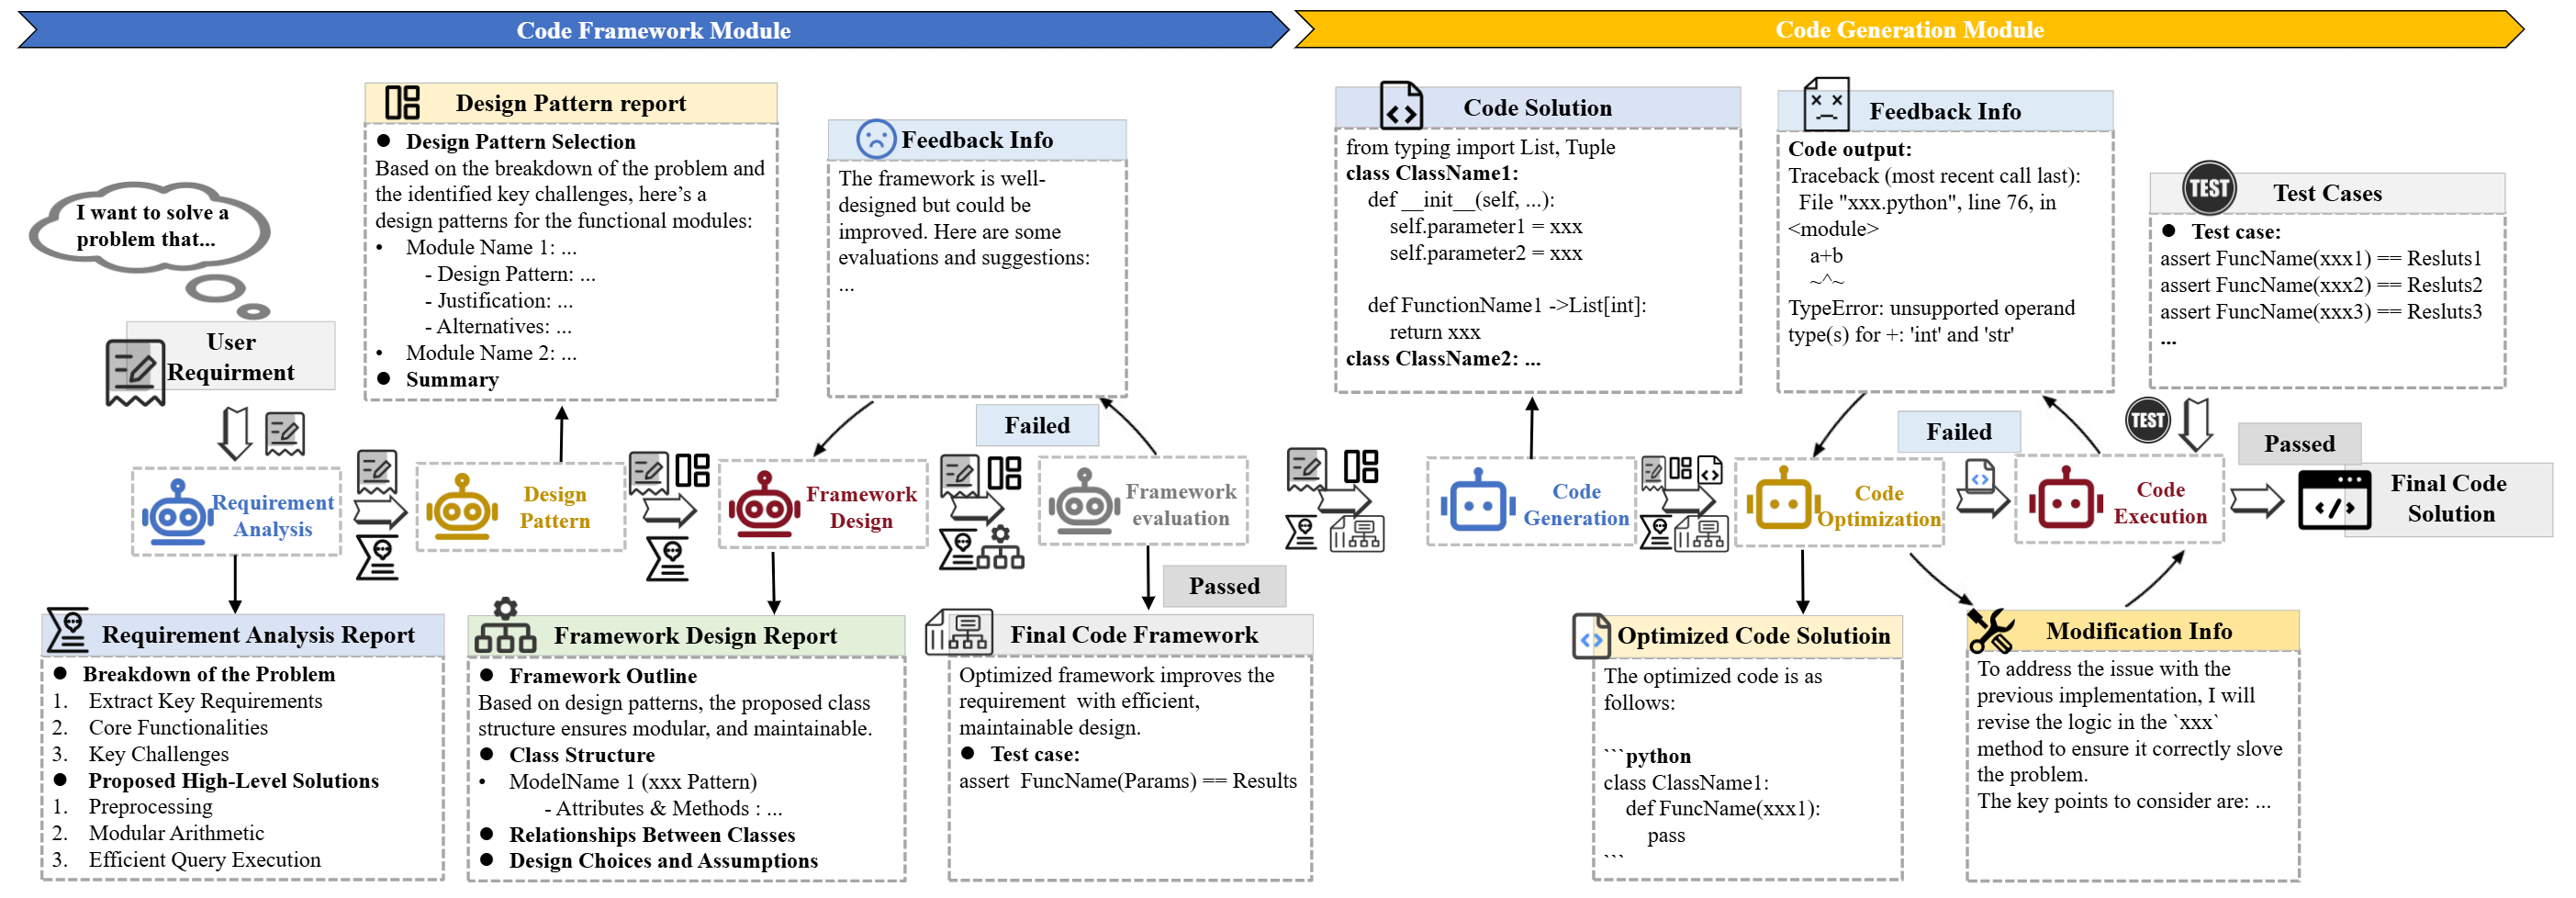 Code Framework Module
Code Generation Module
I want to solve a
problem that...
User
Requirment
Design Pattern report
● Design Pattern Selection
Based on the breakdown of the problem and
the identified key challenges, here's a
design patterns for the functional modules:
• Module Name 1: ...
- Design Pattern: ...
- Justification: ...
- Alternatives: ...
• Module Name 2: ...
● Summary
Feedback Info
The framework is well-
designed but could be
improved. Here are some
evaluations and suggestions:
...
Failed
Requirement
Analysis
Design
Pattern
Framework
Design
Framework
evaluation
Passed
Requirement Analysis Report
● Breakdown of the Problem
1. Extract Key Requirements
2. Core Functionalities
3. Key Challenges
● Proposed High-Level Solutions
1. Preprocessing
2. Modular Arithmetic
3. Efficient Query Execution
Framework Design Report
● Framework Outline
Based on design patterns, the proposed class
structure ensures modular, and maintainable.
● Class Structure
• ModelName 1 (xxx Pattern)
- Attributes & Methods : ...
● Relationships Between Classes
● Design Choices and Assumptions
Final Code Framework
Optimized framework improves the
requirement with efficient,
maintainable design.
● Test case:
assert FuncName(Params) == Results
Code Solution
from typing import List, Tuple
class ClassName1:
def __init__(self, ...):
self.parameter1 = xxx
self.parameter2 = xxx
def FunctionName1 ->List[int]:
return xxx
class ClassName2: ...
Feedback Info
Code output:
Traceback (most recent call last):
File "xxx.python", line 76, in
<module>
a+b
~^~
TypeError: unsupported operand
type(s) for +: 'int' and 'str'
TEST
Test Cases
● Test case:
assert FuncName(xxx1) == Resluts1
assert FuncName(xxx2) == Resluts2
assert FuncName(xxx3) == Resluts3
...
Failed
TEST
Passed
Code
Generation
Code
Optimization
Code
Execution
Final Code
Solution
Optimized Code Solutioin
The optimized code is as
follows:
```python
class ClassName1:
def FuncName(xxx1):
pass
```
Modification Info
To address the issue with the
previous implementation, I will
revise the logic in the `xxx`
method to ensure it correctly slove
the problem.
The key points to consider are: ...